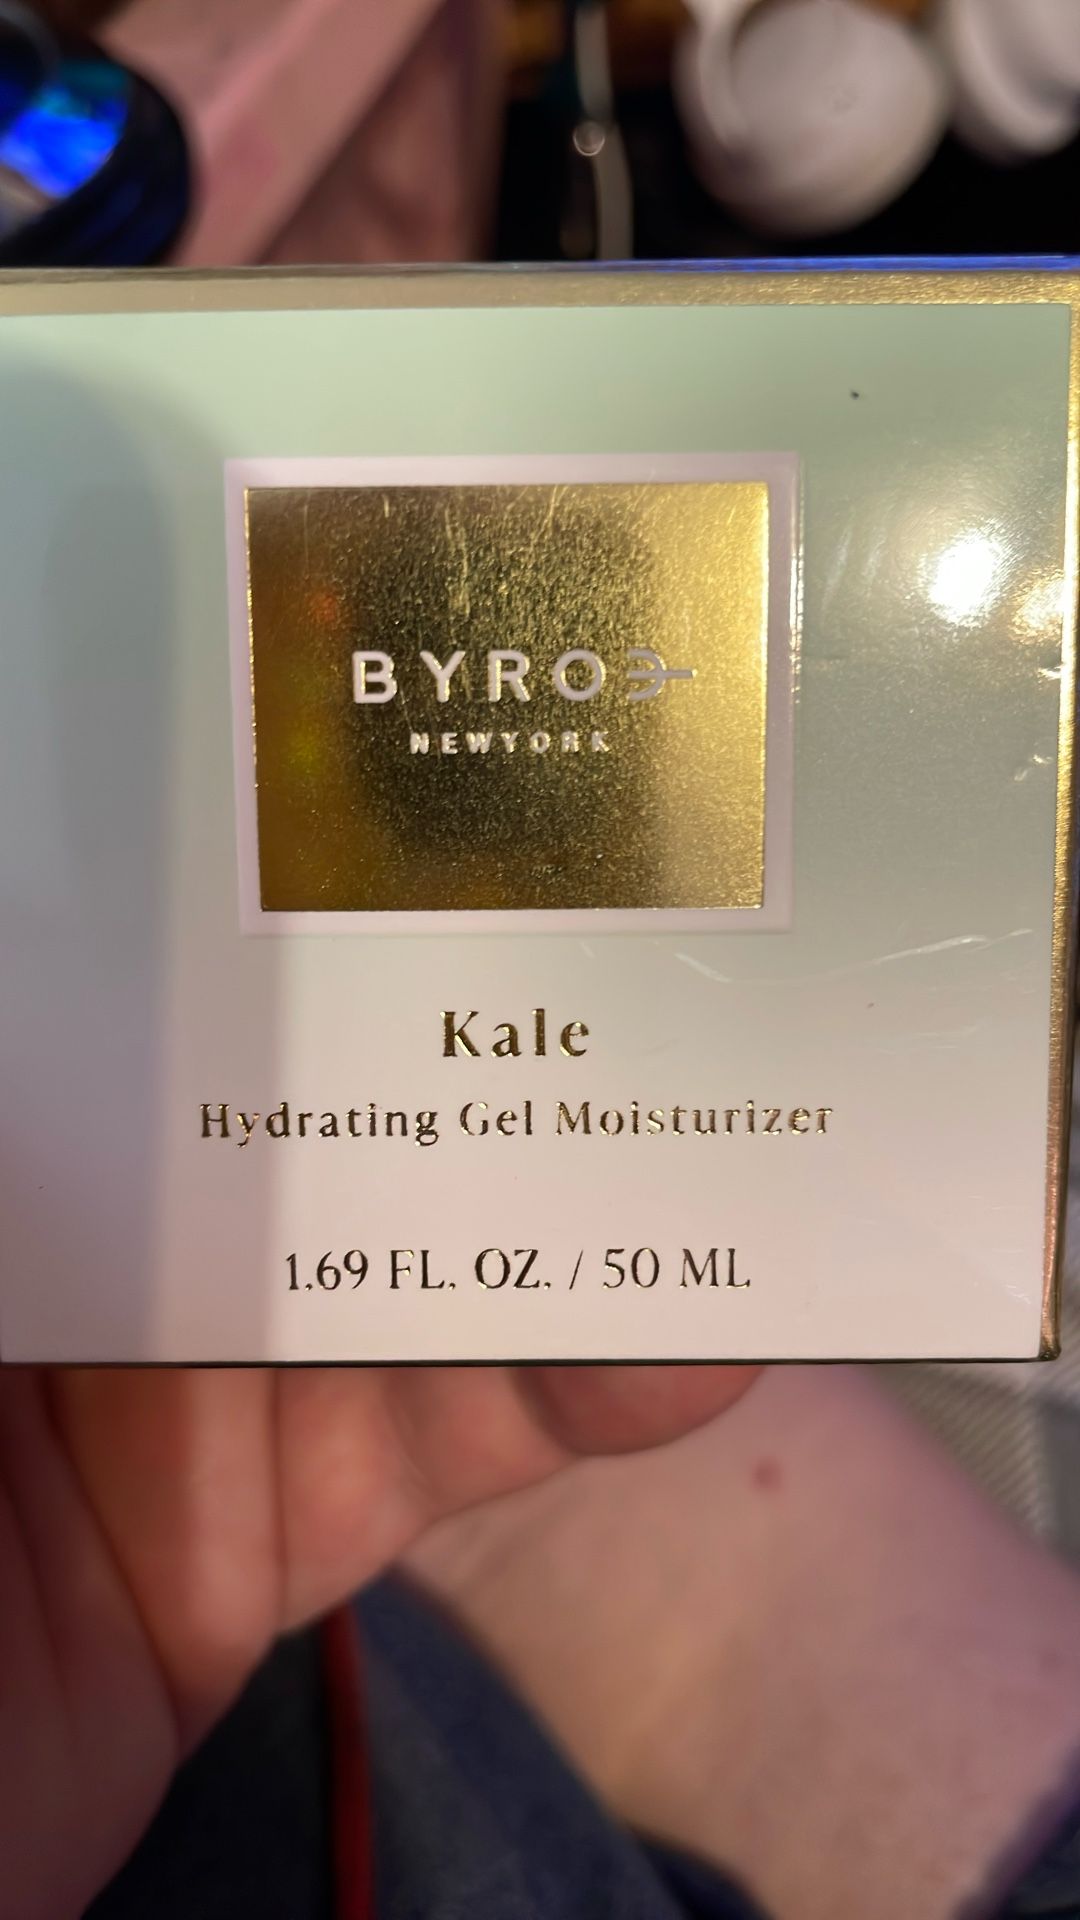 BYROE
NEWYORK
Kale
Hydrating Gel Moisturizer
1.69 FL. OZ. / 50 ML